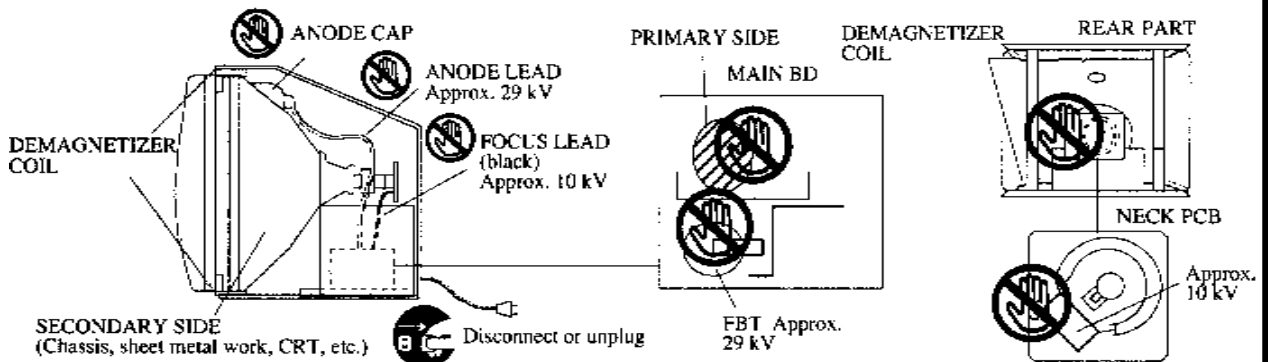 ANODE CAP
ANODE LEAD
Approx. 29 kV
FOCUS LEAD
(black)
Approx. 10 kV
DEMAGNETIZER
COIL
SECONDARY SIDE
(Chassis, sheet metal work, CRT, etc.)
Disconnect or unplug
PRIMARY SIDE
MAIN BD
FBT Approx.
29 kV
DEMAGNETIZER
COIL
REAR PART
NECK PCB
Approx.
10 kV